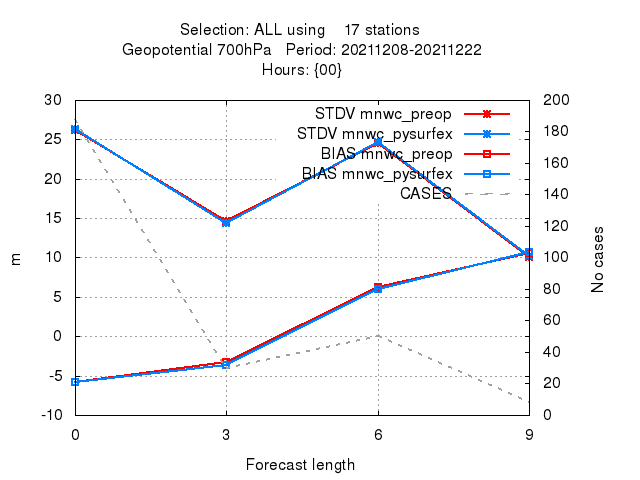 Selection: ALL using 17 stations
Geopotential 700hPa Period: 20211208-20211222
Hours: {00}
STDV mnwc_preop
STDV mnwc_pysurfex
BIAS mnwc_preop
BIAS mnwc_pysurfex
CASES
30
25
20
15
10
5
0
-5
-10
m
200
180
160
140
120
100
80
60
40
20
0
No cases
0 3 6 9
Forecast length